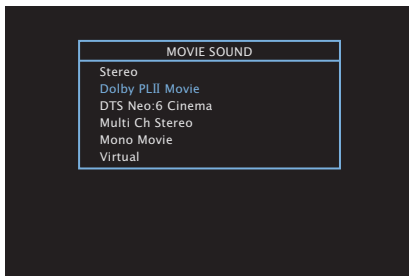 MOVIE SOUND
Stereo
Dolby PLⅡ Movie
DTS Neo:6 Cinema
Multi Ch Stereo
Mono Movie
Virtual